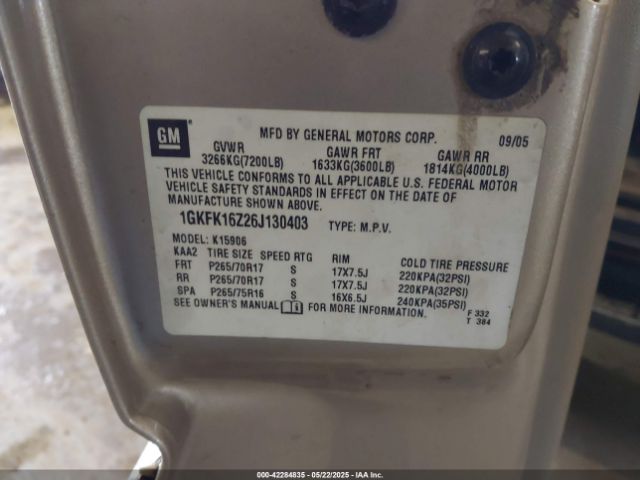 GM
MFD BY GENERAL MOTORS CORP. 09/05
GVWR GAWR FRT GAWR RR
3266KG(7200LB) 1633KG(3600LB) 1814KG(4000LB)
THIS VEHICLE CONFORMS TO ALL APPLICABLE U.S. FEDERAL MOTOR
VEHICLE SAFETY STANDARDS IN EFFECT ON THE DATE OF
MANUFACTURE SHOWN ABOVE.
1GKFK16Z26J130403 TYPE: M.P.V.
MODEL: K15906
KAA2 TIRE SIZE SPEED RTG RIM COLD TIRE PRESSURE
FRT P265/70R17 S 17X7.5J 220KPA(32PSI)
RR P265/70R17 S 17X7.5J 220KPA(32PSI)
SPA P265/75R16 S 16X6.5J 240KPA(35PSI)
SEE OWNER'S MANUAL FOR MORE INFORMATION.
F 332
T 384
000-42284835 - 05/22/2025 - IAA Inc.